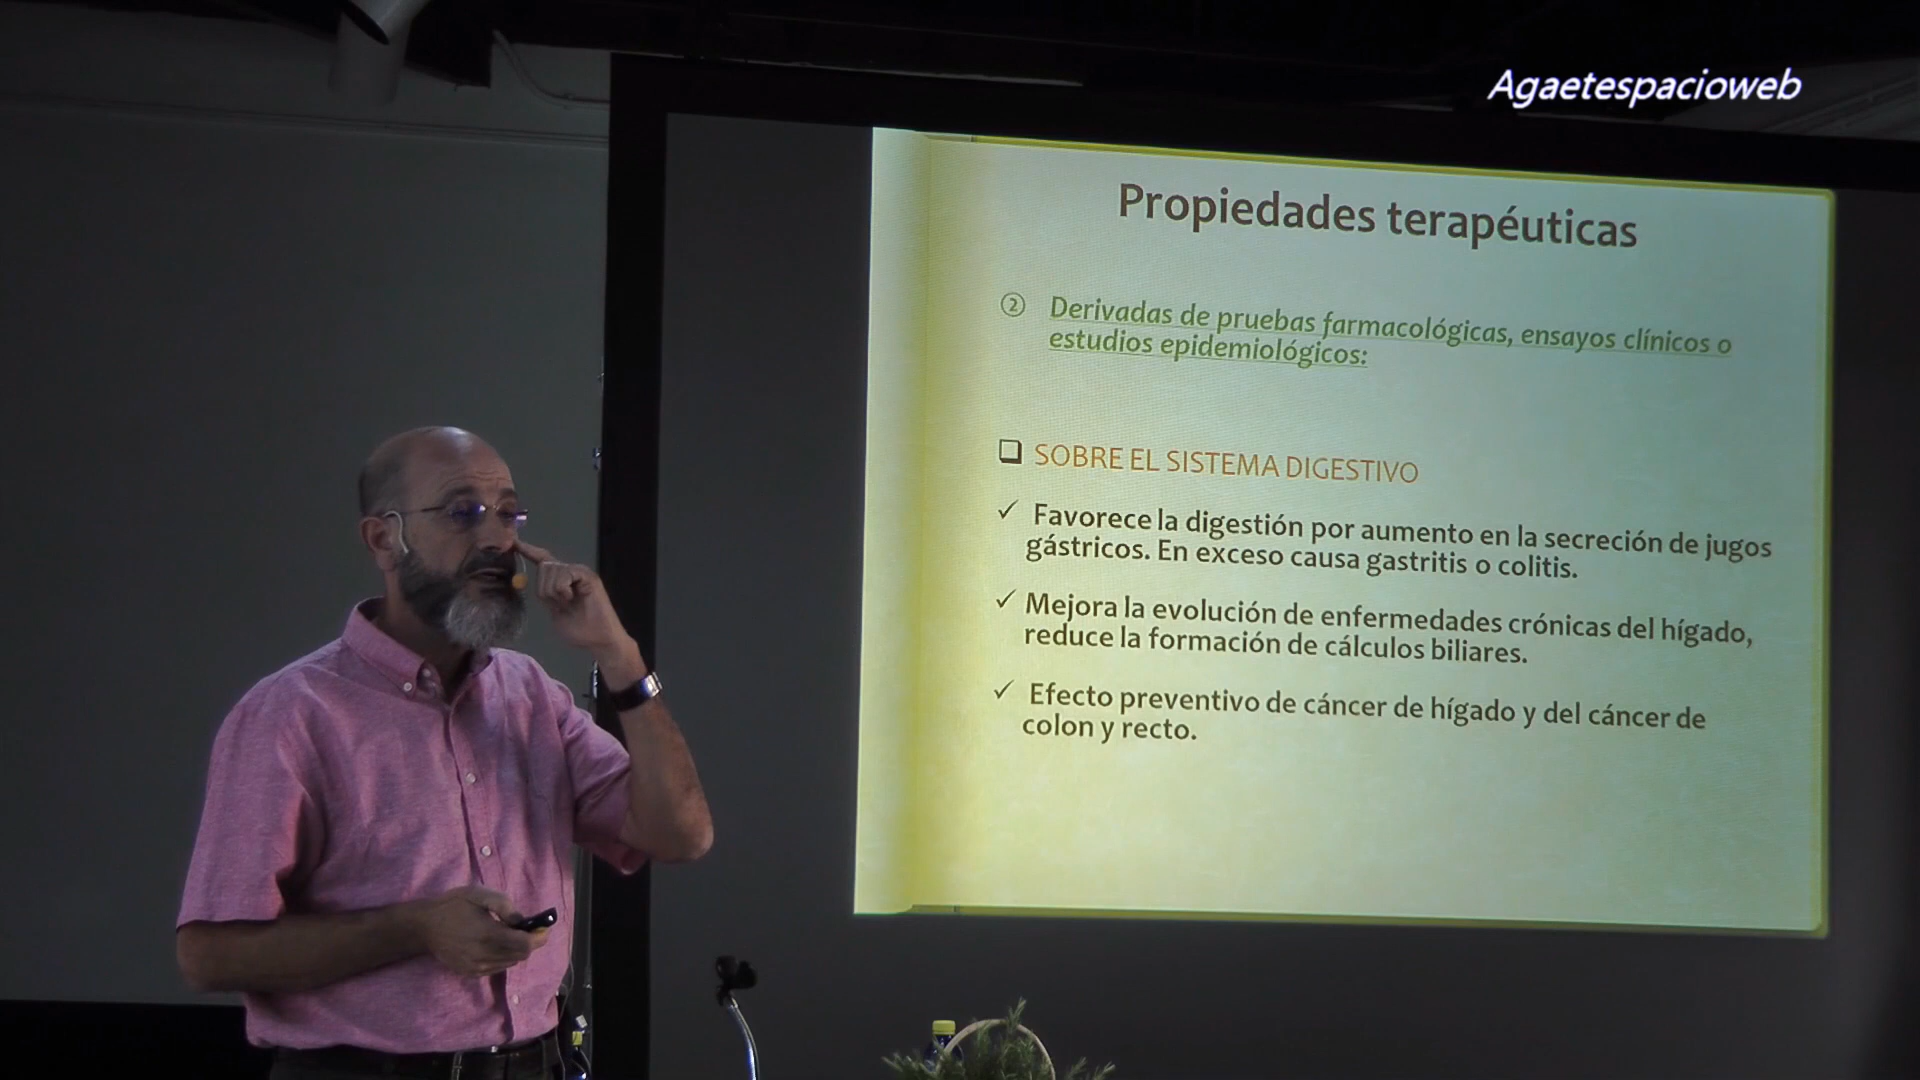 Agaetespacioweb
Propiedades terapéuticas
② Derivadas de pruebas farmacológicas, ensayos clínicos o
estudios epidemiológicos:
❑ SOBRE EL SISTEMA DIGESTIVO
✓ Favorece la digestión por aumento en la secreción de jugos
gástricos. En exceso causa gastritis o colitis.
✓ Mejora la evolución de enfermedades crónicas del hígado,
reduce la formación de cálculos biliares.
✓ Efecto preventivo de cáncer de hígado y del cáncer de
colon y recto.